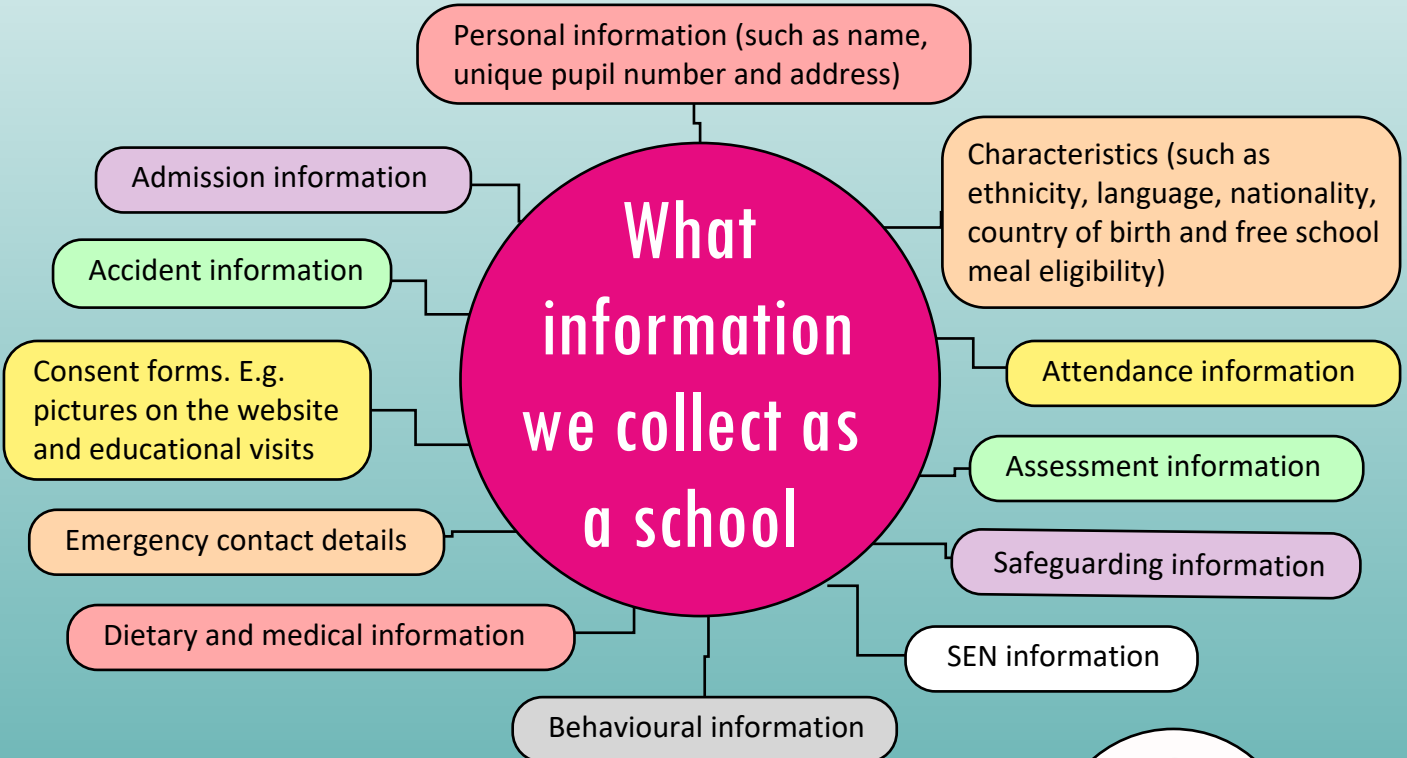 What
information
we collect as
a school
Personal information (such as name,
unique pupil number and address)
Characteristics (such as
ethnicity, language, nationality,
country of birth and free school
meal eligibility)
Attendance information
Assessment information
Safeguarding information
SEN information
Behavioural information
Dietary and medical information
Emergency contact details
Consent forms. E.g.
pictures on the website
and educational visits
Accident information
Admission information